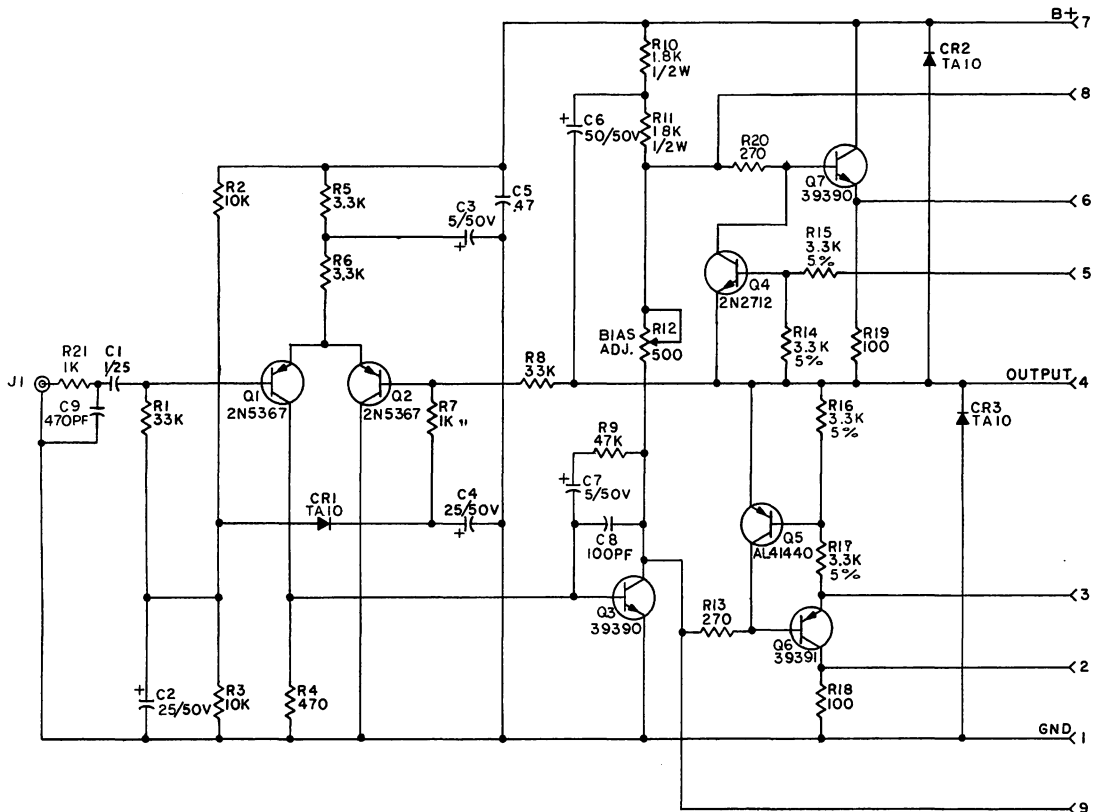 B+
7
R10
1.8K
1/2W
CR2
TA10
8
C6
50/50V
+
R11
1.8K
1/2W
R20
270
R2
10K
R5
3.3K
C5
.47
Q7
39390
C3
5/50V
+
6
R6
3.3K
R15
3.3K
5%
Q4
2N2712
5
BIAS
ADJ.
R12
500
R14
3.3K
5%
R19
100
R21
1K
C1
1/25
J1
R8
33K
OUTPUT
4
C9
470PF
R1
33K
Q1
2N5367
Q2
2N5367
R7
1K "
R16
3.3K
5%
CR3
TA10
R9
47K
+
C7
5/50V
CR1
TA10
C4
25/50V
+
C8
100PF
Q5
AL41440
R17
3.3K
5%
Q3
39390
R13
270
3
Q6
39391
2
+
C2
25/50V
R3
10K
R4
470
R18
100
GND
1
9